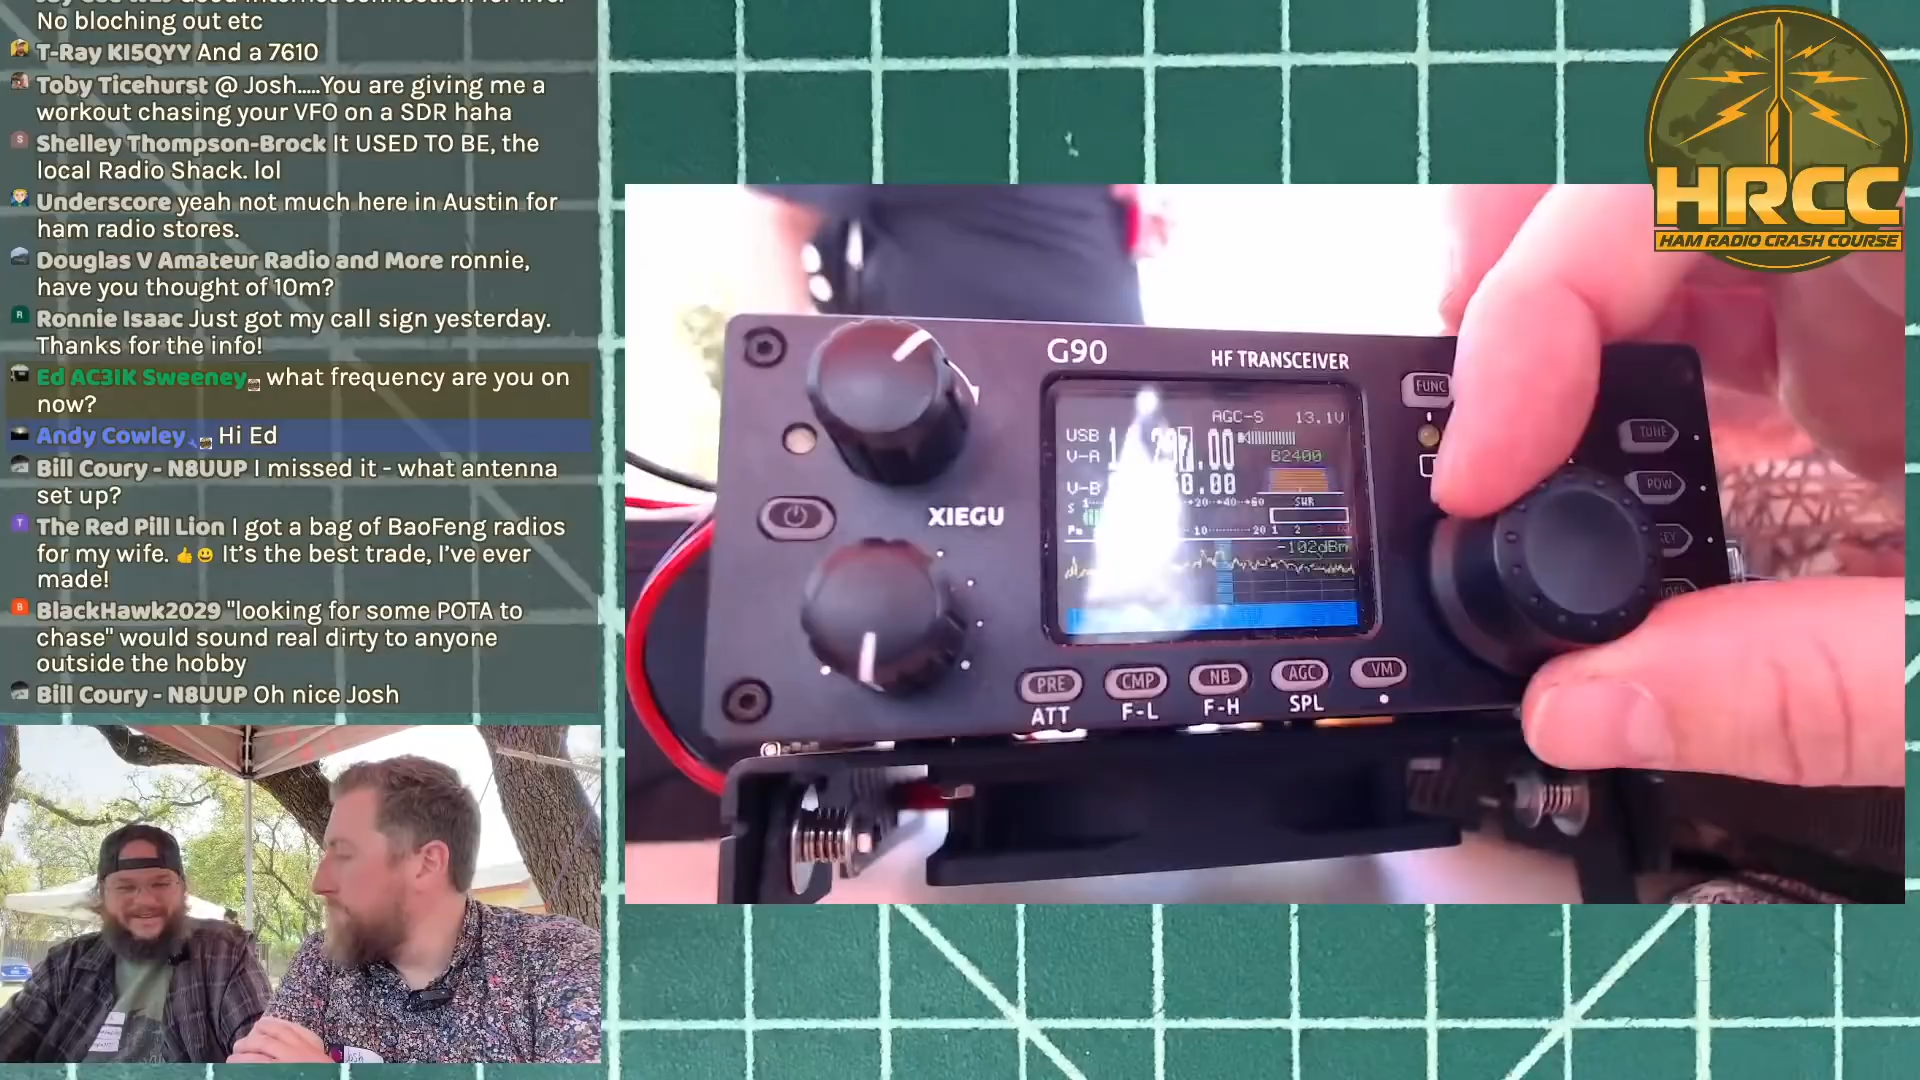 No bloching out etc
T-Ray KI5QYY And a 7610
Toby Ticehurst @ Josh.....You are giving me a
workout chasing your VFO on a SDR haha
Shelley Thompson-Brock It USED TO BE, the
local Radio Shack. lol
Underscore yeah not much here in Austin for
ham radio stores.
Douglas V Amateur Radio and More ronnie,
have you thought of 10m?
Ronnie Isaac Just got my call sign yesterday.
Thanks for the info!
Ed AC3IK Sweeney what frequency are you on
now?
Andy Cowley Hi Ed
Bill Coury - N8UUP I missed it - what antenna
set up?
The Red Pill Lion I got a bag of BaoFeng radios
for my wife. 👍😀 It's the best trade, I've ever
made!
BlackHawk2029 "looking for some POTA to
chase" would sound real dirty to anyone
outside the hobby
Bill Coury - N8UUP Oh nice Josh
HRCC
HAM RADIO CRASH COURSE
G90
HF TRANSCEIVER
FUNC
AGC-S 13.1V
USB
V-A
B2400
V-B
SWR
-102dBm
TUNE
POW
XIEGU
PRE
CMP
NB
AGC
VM
ATT
F-L
F-H
SPL
Josh